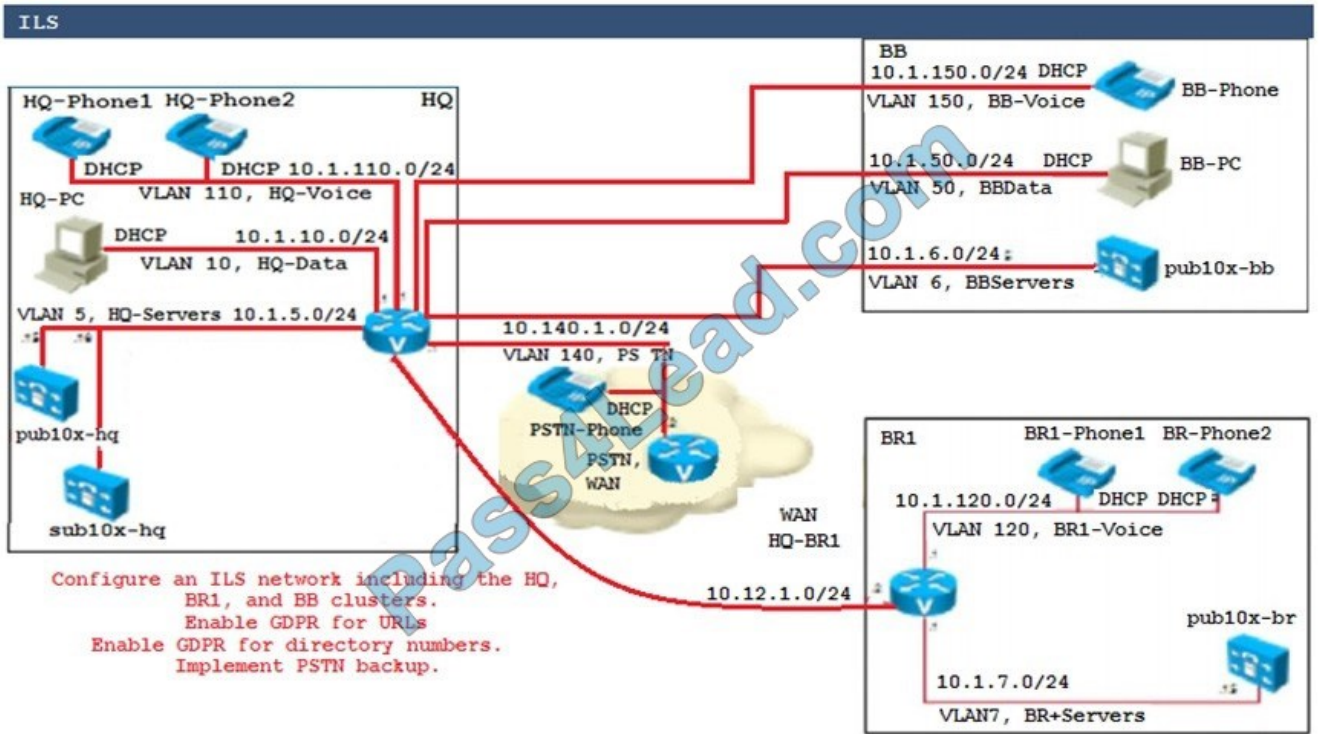 ILS
HQ-Phone1 HQ-Phone2 HQ
DHCP DHCP 10.1.110.0/24
VLAN 110, HQ-Voice
HQ-PC
DHCP 10.1.10.0/24
VLAN 10, HQ-Data
VLAN 5, HQ-Servers 10.1.5.0/24
pub10x-hq
sub10x-hq
V
BB
10.1.150.0/24 DHCP
VLAN 150, BB-Voice
BB-Phone
10.1.50.0/24 DHCP
VLAN 50, BBData
BB-PC
10.1.6.0/24
VLAN 6, BBServers
pub10x-bb
10.140.1.0/24
VLAN 140, PS TN
DHCP
PSTN-Phone
PSTN,
WAN
V
WAN
HQ-BR1
10.12.1.0/24
BR1
BR1-Phone1 BR-Phone2
10.1.120.0/24 DHCP DHCP
VLAN 120, BR1-Voice
V
pub10x-br
10.1.7.0/24
VLAN7, BR+Servers
Configure an ILS network including the HQ,
BR1, and BB clusters.
Enable GDPR for URLs
Enable GDPR for directory numbers.
Implement PSTN backup.
Pass4Lead.com